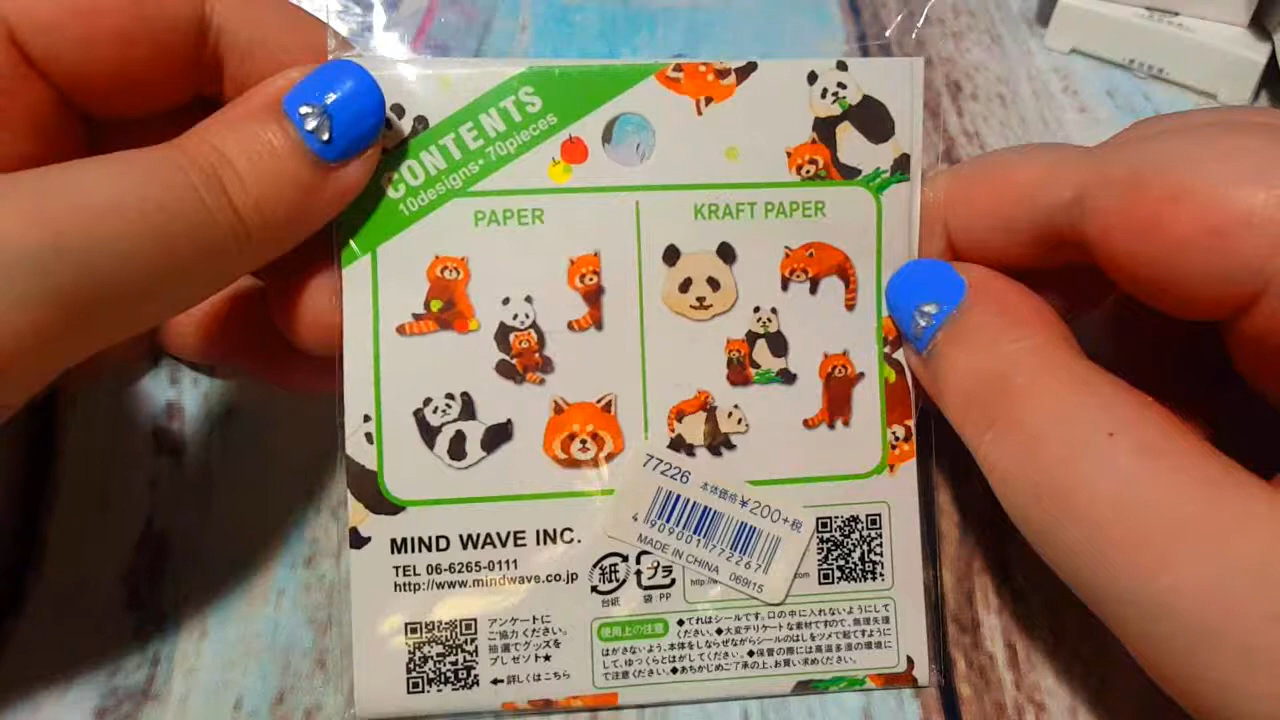 CONTENTS
10designs・70pieces
PAPER
KRAFT PAPER
77226
本体価格¥200+税
4 909001 772267
MADE IN CHINA 069I15
MIND WAVE INC.
TEL 06-6265-0111
http://www.mindwave.co.jp
紙
台紙
プラ
袋:PP
アンケートに
ご協力ください。
抽選でグッズを
プレゼント★
←詳しくはこちら
使用上の注意
◆これはシールです。口の中に入れないようにして
ください。◆大変デリケートな素材ですので、無理矢理
はがさないよう、本体をしならせながらシールのはしをツメで起すように
して、ゆっくらとはがしてください。◆保管の際には高温多湿の環境に
ご注意ください。◆あらかじめご了承の上、お買い求めください。